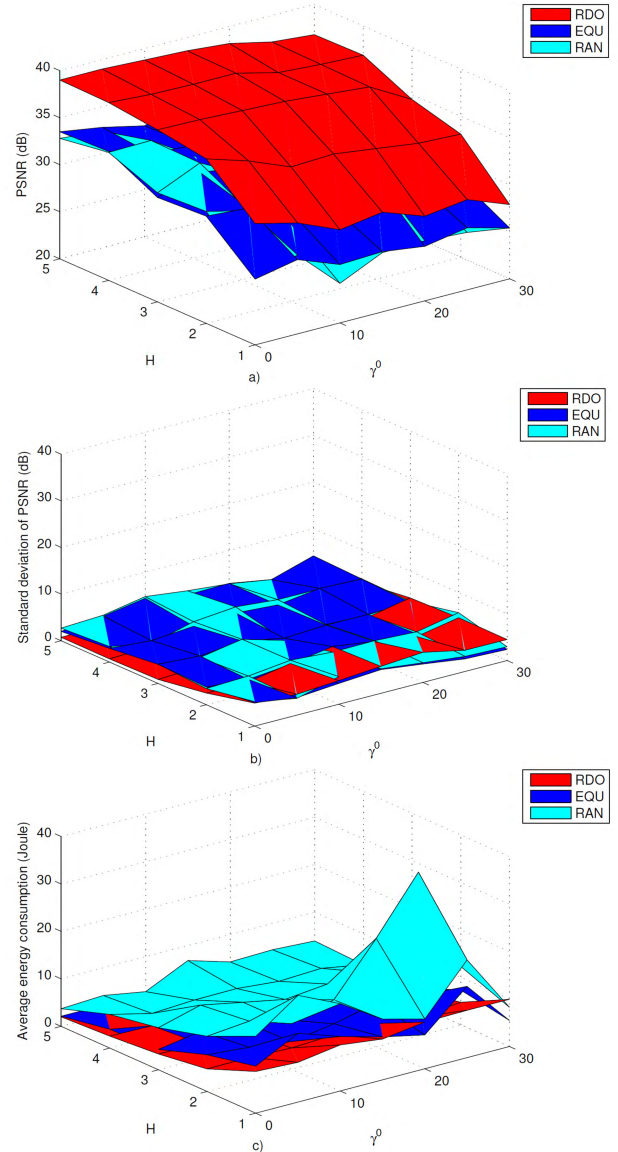 RDO
EQU
RAN
40
35
30
25
20
PSNR (dB)
5
4
3
2
1
H
0
10
20
30
γ⁰
a)
RDO
EQU
RAN
40
30
20
10
0
Standard deviation of PSNR (dB)
5
4
3
2
1
H
0
10
20
30
γ⁰
b)
RDO
EQU
RAN
40
30
20
10
0
Average energy consumption (Joule)
5
4
3
2
1
H
0
10
20
30
γ⁰
c)